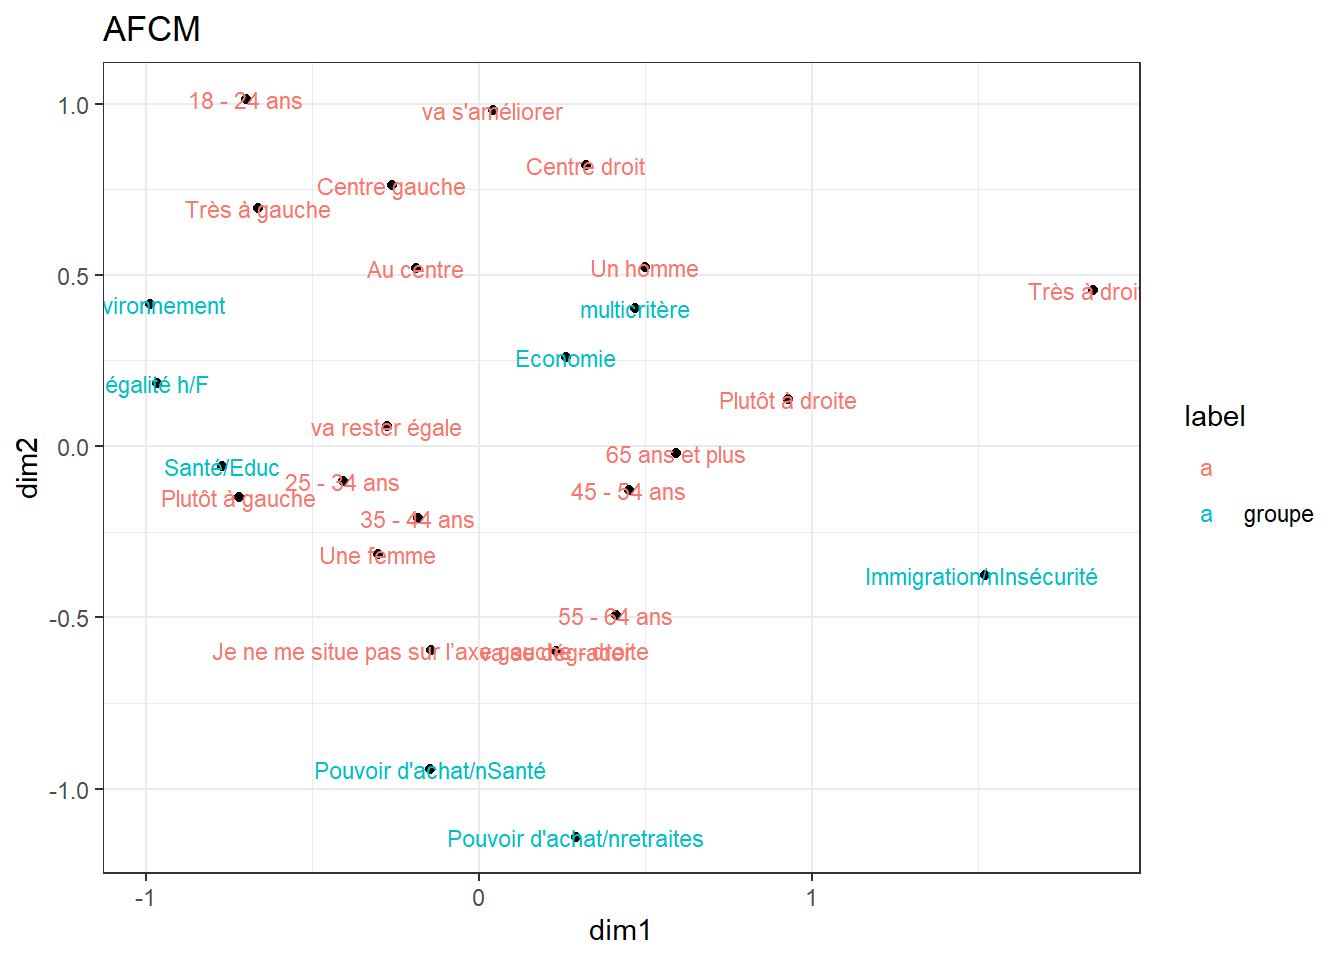 AFCM
18 - 24 ans
va s'améliorer
Centre droit
Centre gauche
Très à gauche
Au centre
Un homme
Très à droit
vironnement
multicritère
Economie
égalité h/F
Plutôt à droite
va rester égale
65 ans et plus
Santé/Educ
25 - 34 ans
45 - 54 ans
Plutôt à gauche
35 - 44 ans
Une femme
Immigration/nInsécurité
55 - 64 ans
Je ne me situe pas sur l’axe gauche - droite
va se dégrader
Pouvoir d'achat/nSanté
Pouvoir d'achat/nretraites
1.0
0.5
0.0
-0.5
-1.0
dim2
-1
0
1
dim1
label
a
a groupe